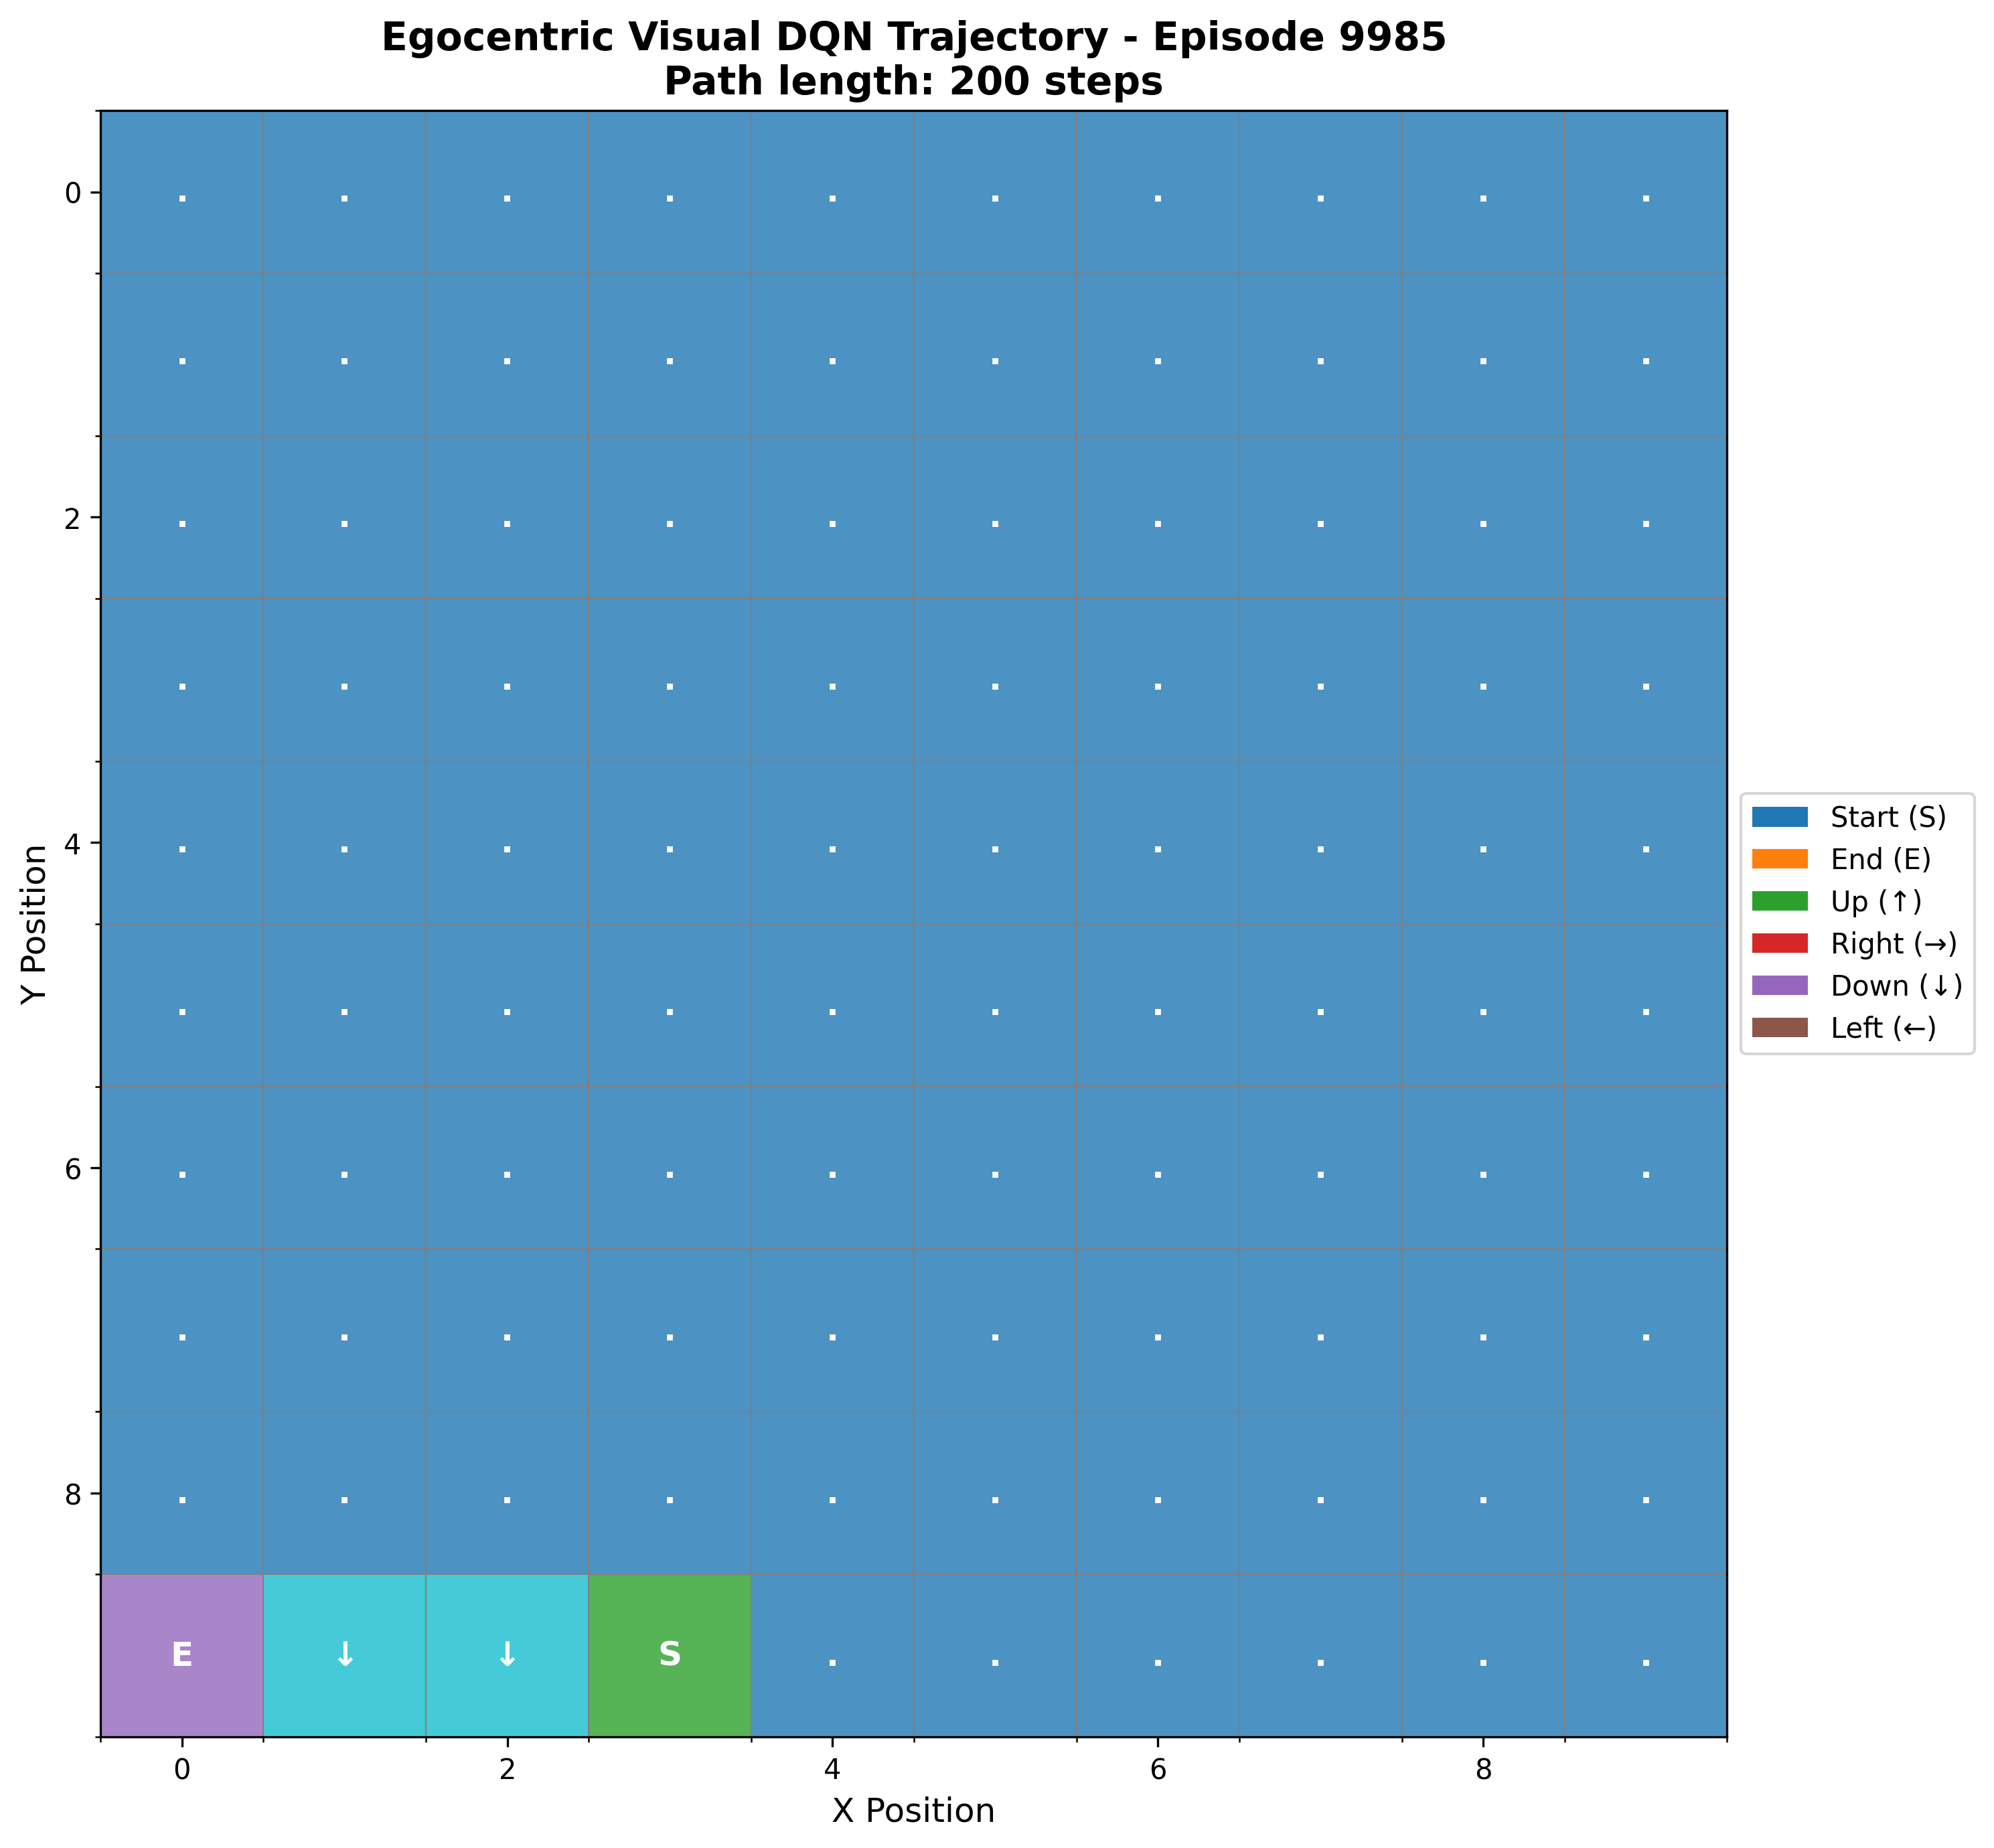 Egocentric Visual DQN Trajectory - Episode 9985
Path length: 200 steps
0
2
4
6
8
Y Position
. . . . . . . . . .
. . . . . . . . . .
. . . . . . . . . .
. . . . . . . . . .
. . . . . . . . . .
. . . . . . . . . .
. . . . . . . . . .
. . . . . . . . . .
. . . . . . . . . .
E ↓ ↓ S . . . . . .
0 2 4 6 8
X Position
Start (S)
End (E)
Up (↑)
Right (→)
Down (↓)
Left (←)